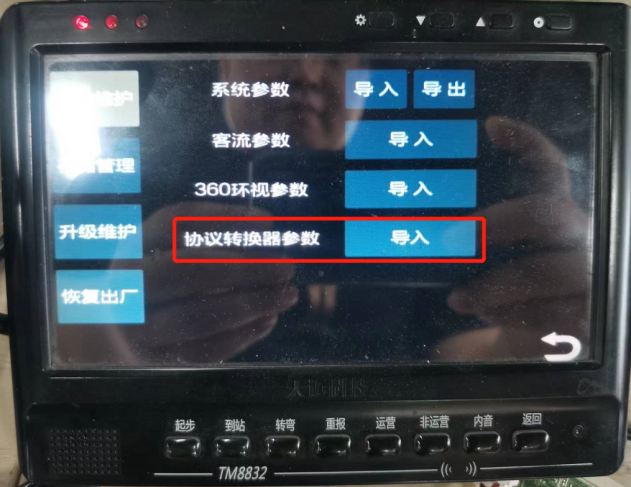 系统参数 导入 导出
维护
客流参数 导入
管理
360环视参数 导入
升级维护
协议转换器参数 导入
恢复出厂
起步 到站 转弯 重报 运营 非运营 内音 返回
TM8832